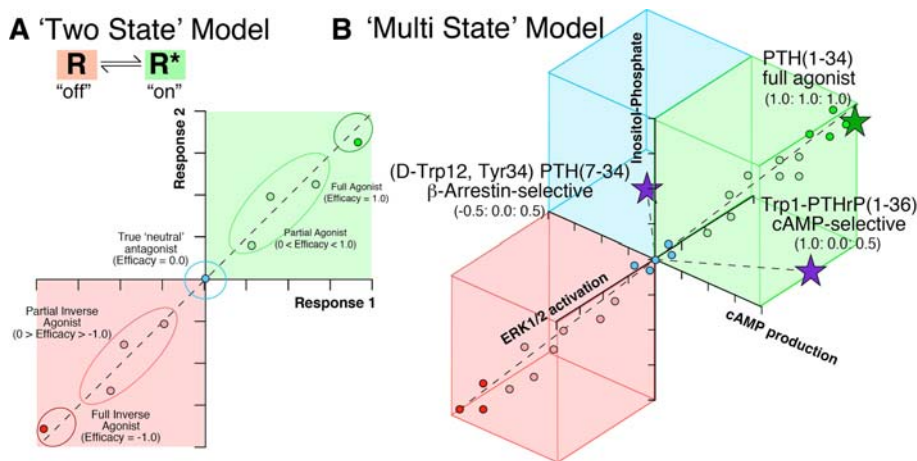 A 'Two State' Model
R R*
"off" "on"
Response 2
Full Agonist
(Efficacy = 1.0)
Partial Agonist
(0 < Efficacy < 1.0)
True 'neutral'
antagonist
(Efficacy = 0.0)
Response 1
Partial Inverse
Agonist
(0 > Efficacy > -1.0)
Full Inverse
Agonist
(Efficacy = -1.0)
B 'Multi State' Model
Inositol-Phosphate
PTH(1-34)
full agonist
(1.0: 1.0: 1.0)
(D-Trp12, Tyr34) PTH(7-34)
β-Arrestin-selective
(-0.5: 0.0: 0.5)
Trp1-PTHrP(1-36)
cAMP-selective
(1.0: 0.0: 0.5)
ERK1/2 activation
cAMP production